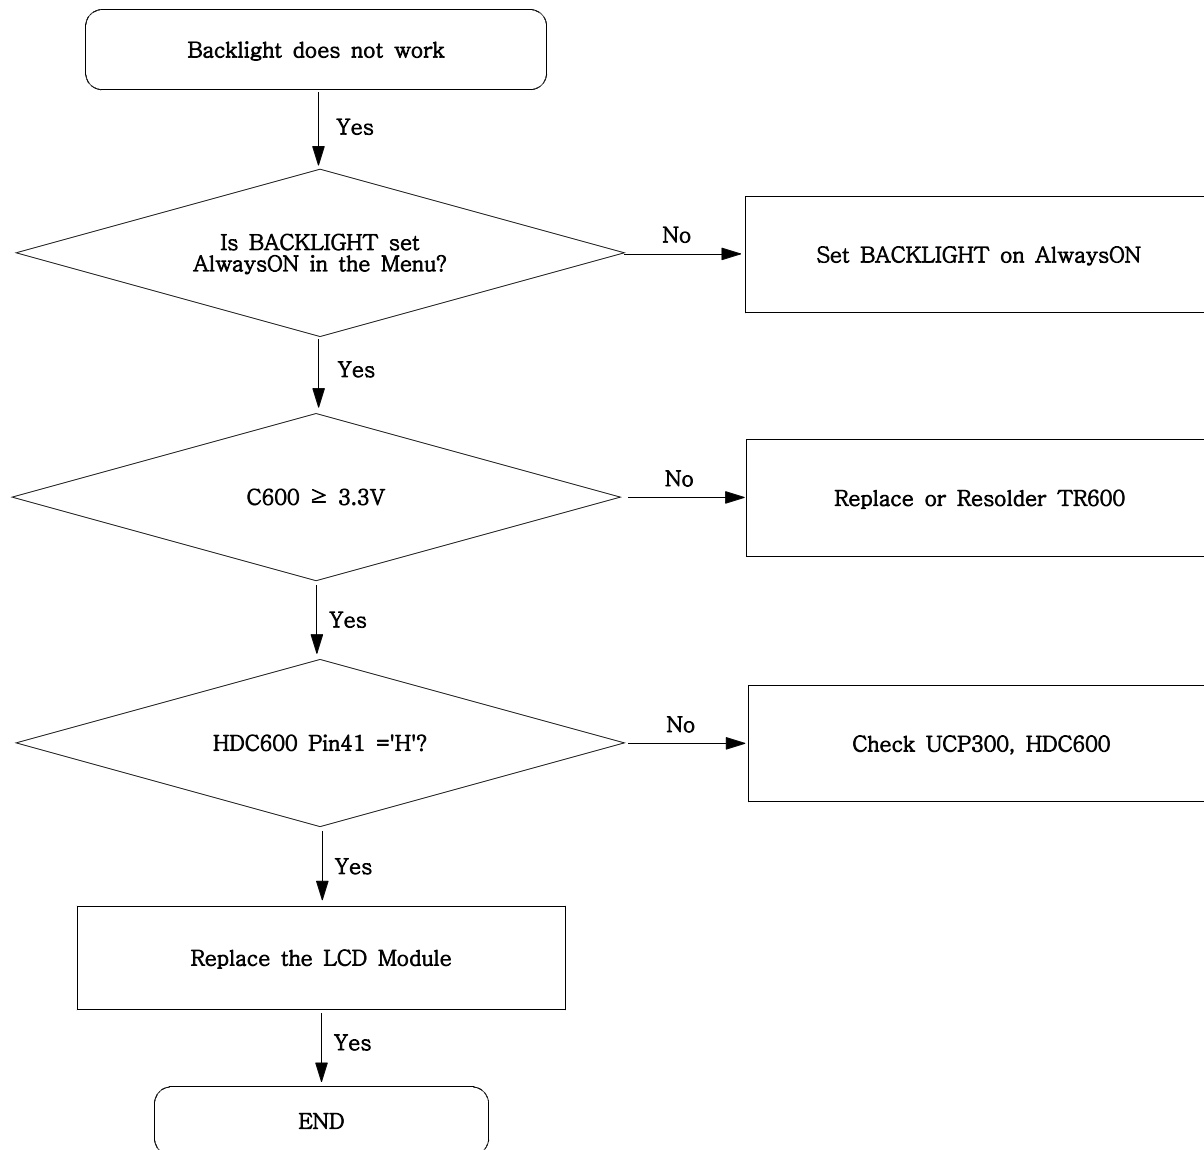 Backlight does not work
Yes
Is BACKLIGHT set
AlwaysON in the Menu?
No
Set BACKLIGHT on AlwaysON
Yes
C600 ≥ 3.3V
No
Replace or Resolder TR600
Yes
HDC600 Pin41 ='H'?
No
Check UCP300, HDC600
Yes
Replace the LCD Module
Yes
END